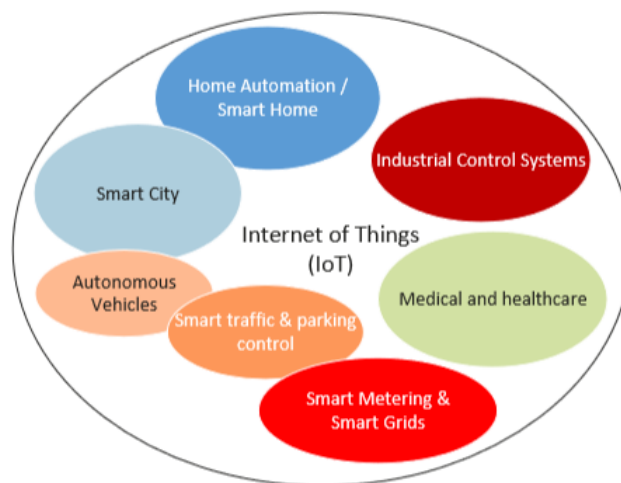 Home Automation /
Smart Home
Industrial Control Systems
Smart City
Internet of Things
(IoT)
Autonomous
Vehicles
Medical and healthcare
Smart traffic & parking
control
Smart Metering &
Smart Grids